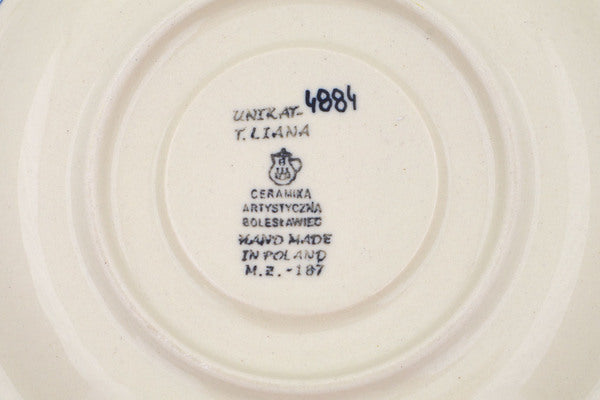 UNIKAT- 4884
T. LIANA
CERAMIKA
ARTYSTYCZNA
BOLESŁAWIEC
HAND MADE
IN POLAND
M.Z.-187